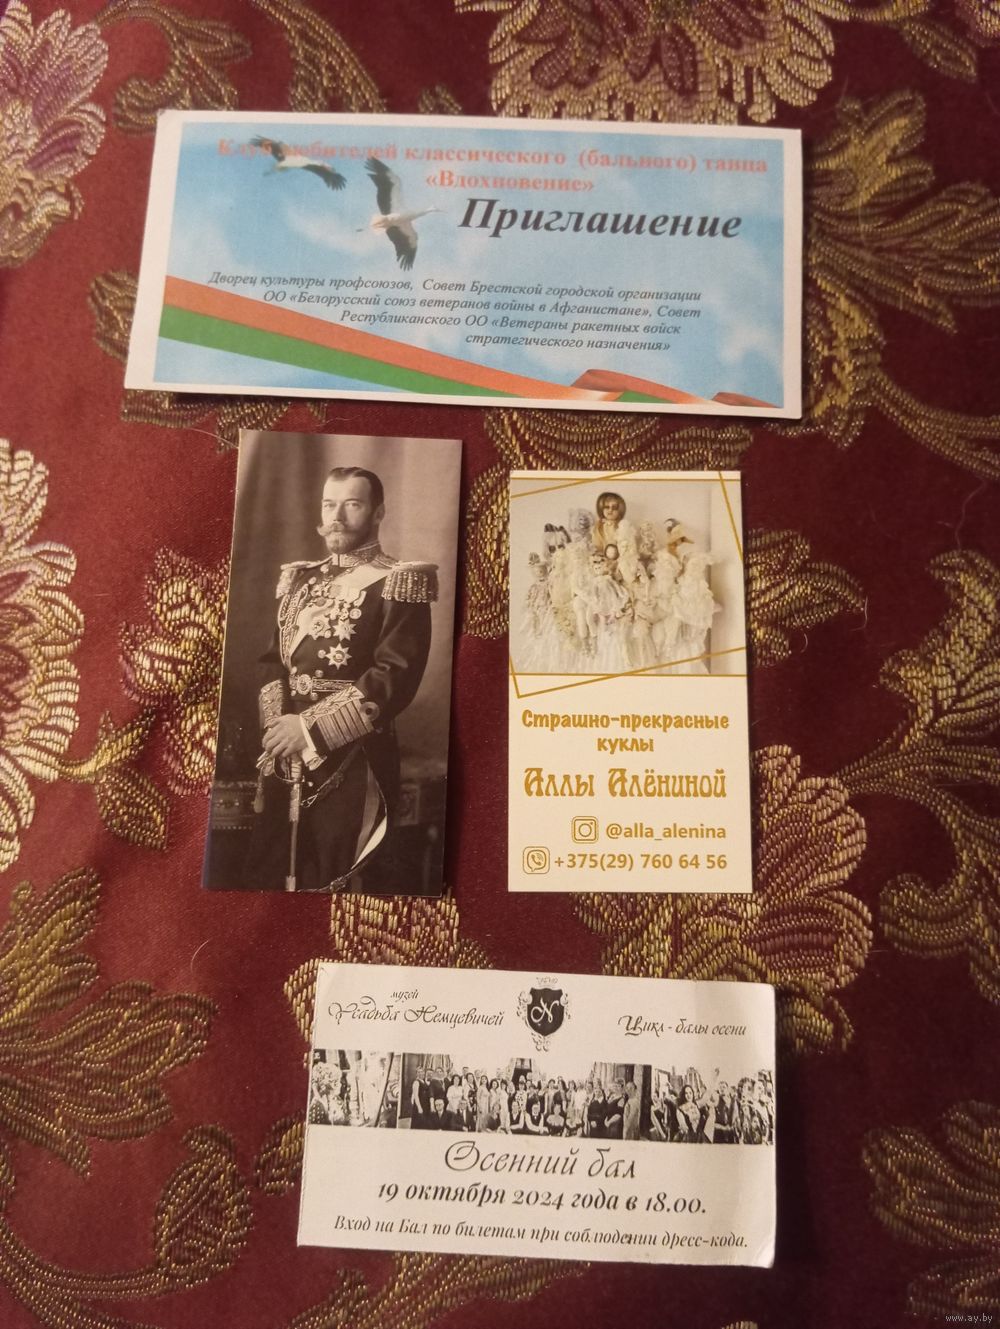 Клуб любителей классического (бального) танца
«Вдохновение»
Приглашение
Дворец культуры профсоюзов, Совет Брестской городской организации
ОО «Белорусский союз ветеранов войны в Афганистане», Совет
Республиканского ОО «Ветераны ракетных войск
стратегического назначения»
Страшно-прекрасные
куклы
Аллы Алёниной
@alla_alenina
+375(29) 760 64 56
музей
Усадьба Немцевичей
N
Цикл - балы осени
Осенний бал
19 октября 2024 года в 18.00.
Вход на Бал по билетам при соблюдении дресс-кода.
www.ay.by